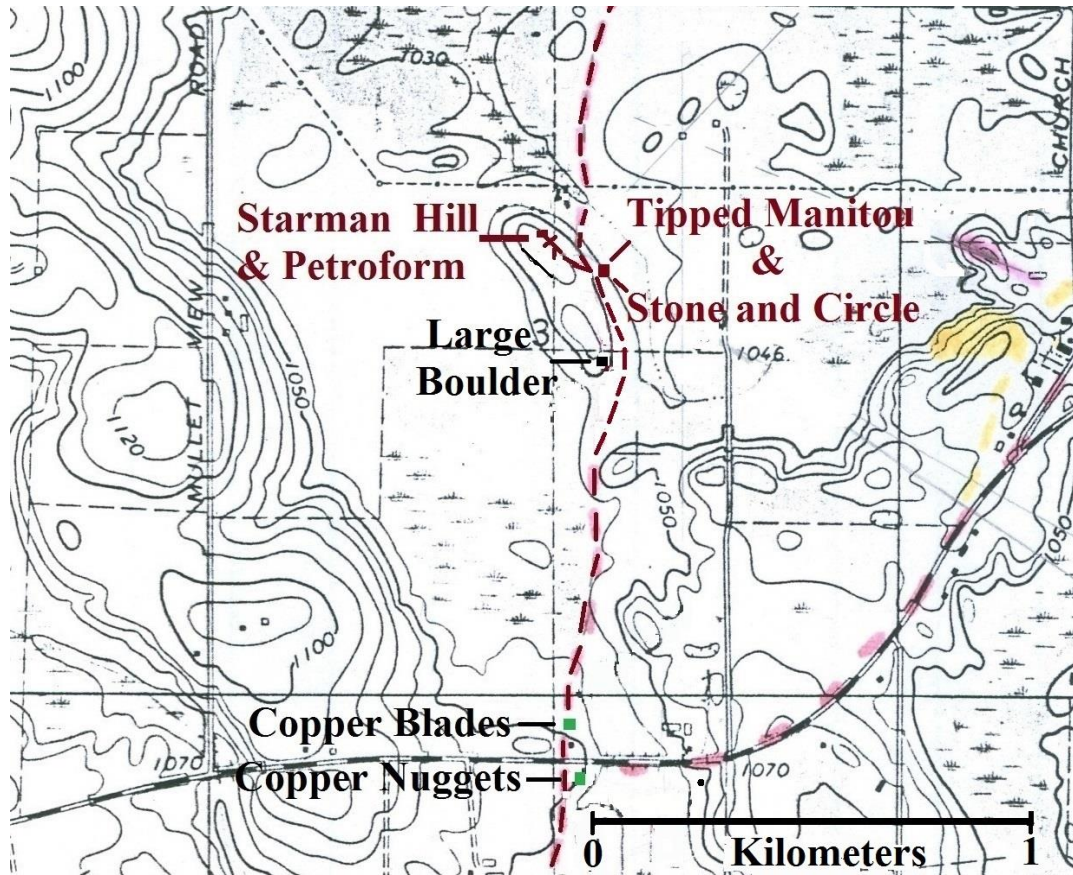 1100
ROAD
1030
CHURCH
Starman Hill
& Petroform
Tipped Manitou
&
Stone and Circle
VIEW
1050
3
Large
Boulder
1046
1120
MULLET
1050
1050
1100
Copper Blades
1070
Copper Nuggets
1070
0
Kilometers
1